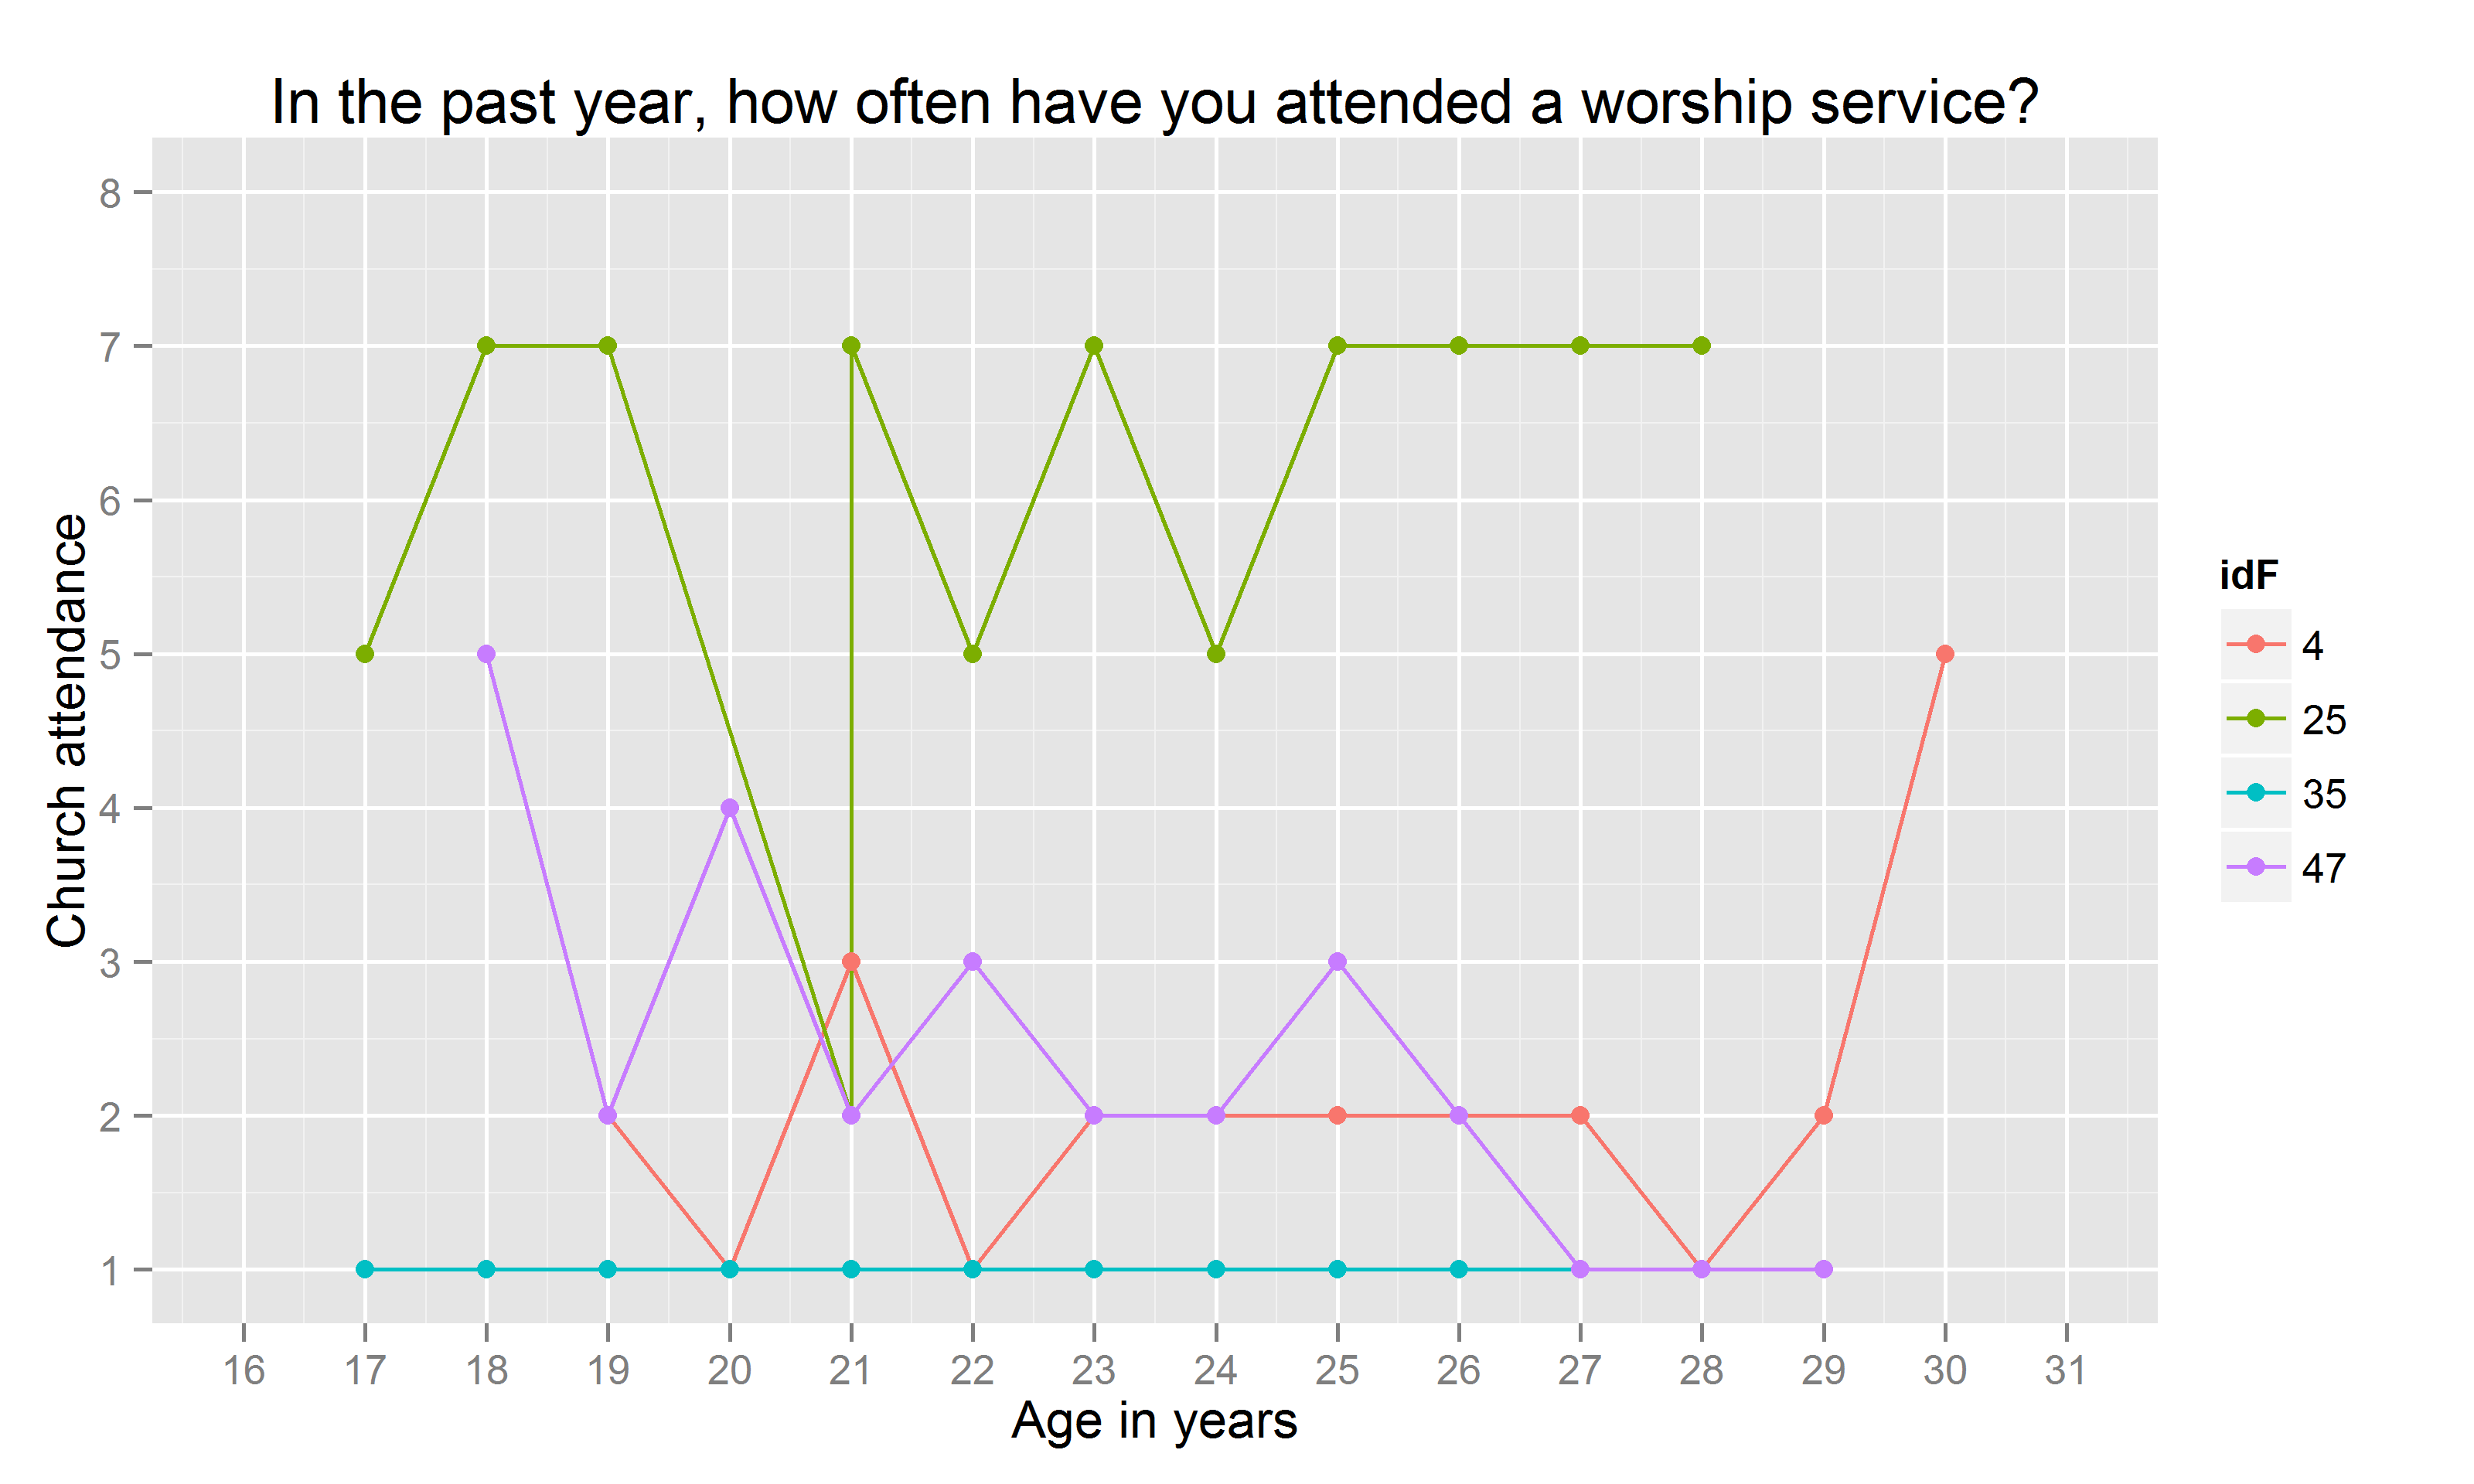 In the past year, how often have you attended a worship service?
8
7
6
5
4
3
2
1
Church attendance
16 17 18 19 20 21 22 23 24 25 26 27 28 29 30 31
Age in years
idF
4
25
35
47